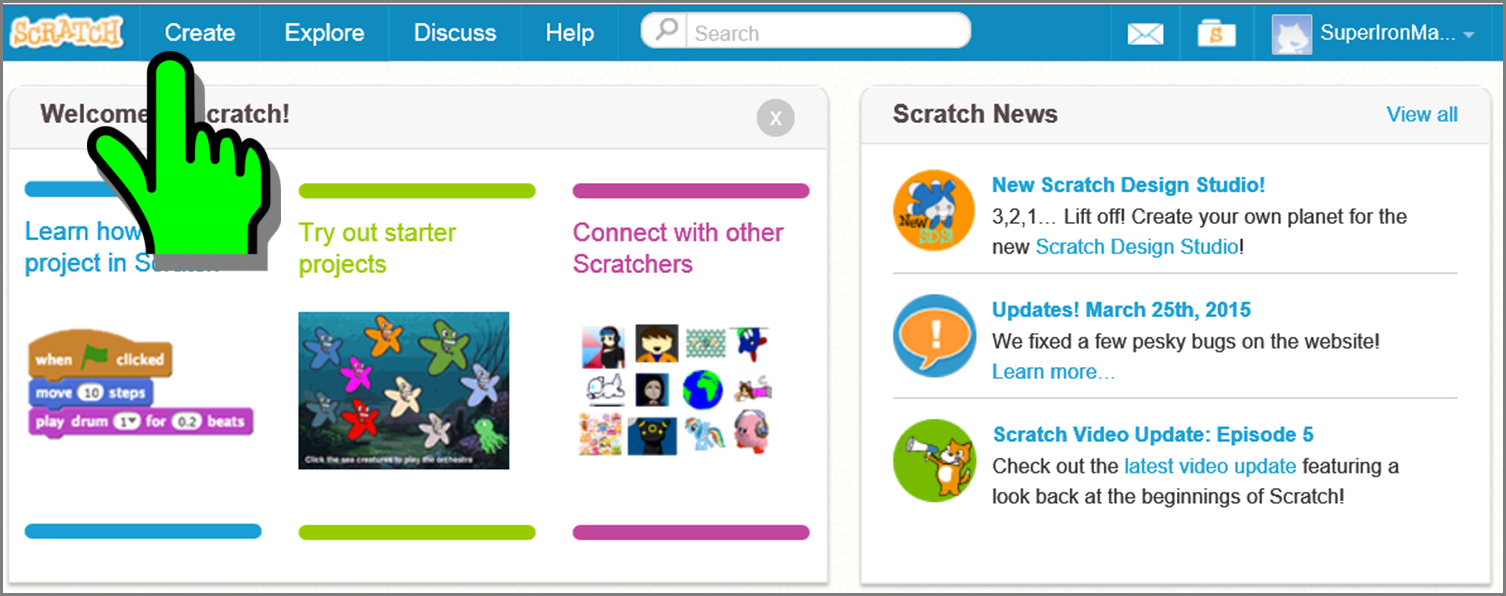 SCRATCH Create Explore Discuss Help Search S SuperIronMa...
Welcome cratch!
X
Learn how
project in S
when clicked
move 10 steps
play drum 1 for 0.2 beats
Try out starter
projects
Click the sea creatures to play the orchestra
Connect with other
Scratchers
Scratch News View all
New SDS!
New Scratch Design Studio!
3,2,1... Lift off! Create your own planet for the
new Scratch Design Studio!
!
Updates! March 25th, 2015
We fixed a few pesky bugs on the website!
Learn more...
Scratch Video Update: Episode 5
Check out the latest video update featuring a
look back at the beginnings of Scratch!